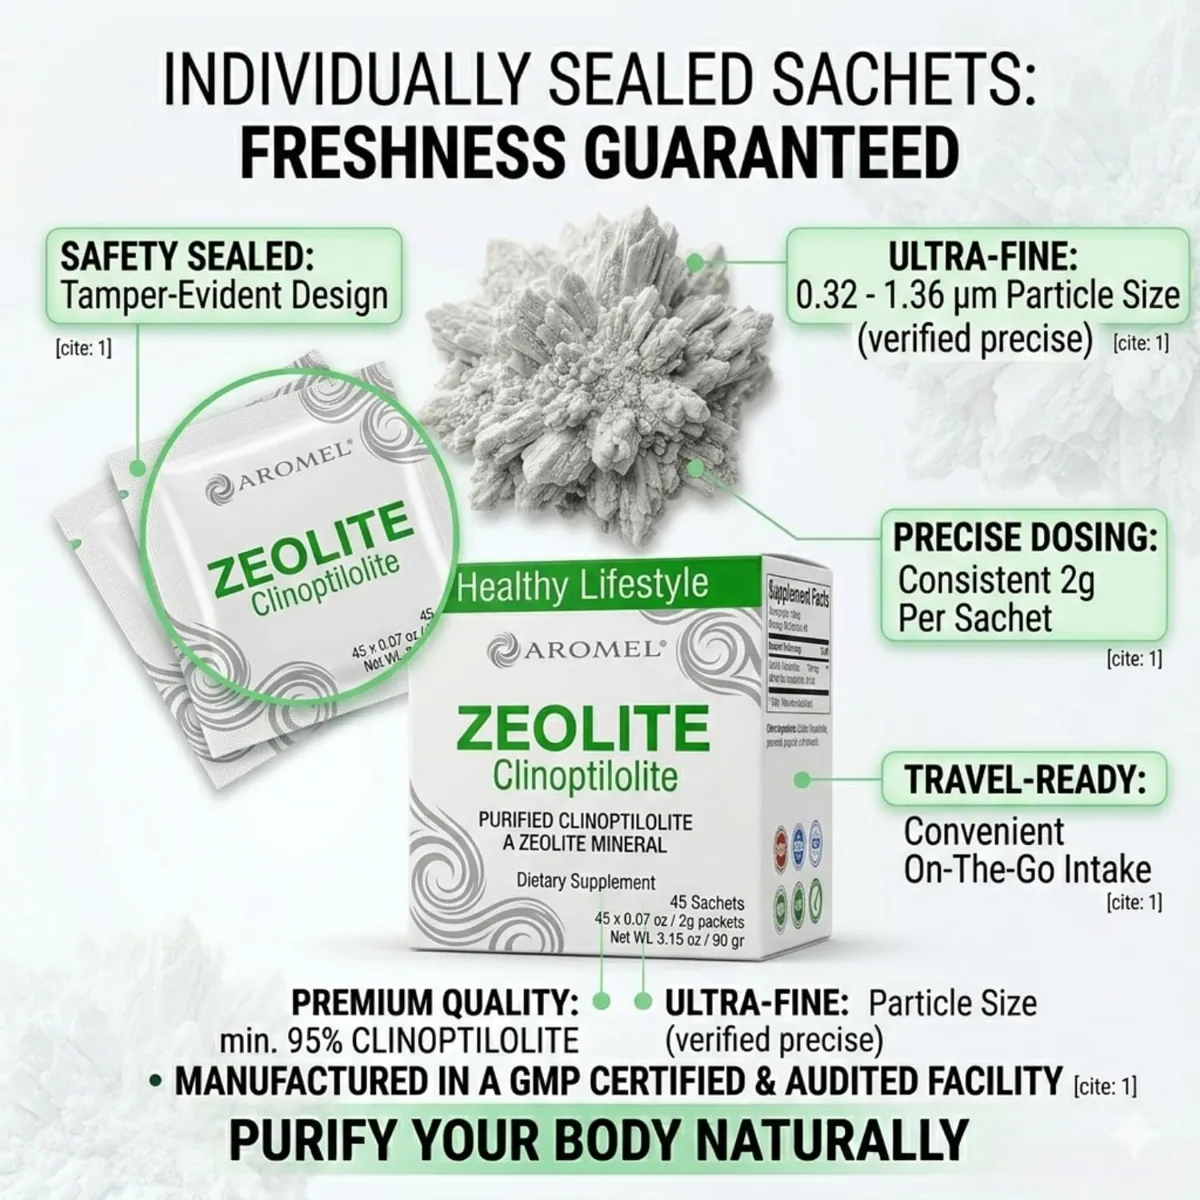 INDIVIDUALLY SEALED SACHETS:
FRESHNESS GUARANTEED
SAFETY SEALED:
Tamper-Evident Design
[cite: 1]
ULTRA-FINE:
0.32 - 1.36 µm Particle Size
(verified precise) [cite: 1]
AROMEL®
ZEOLITE
Clinoptilolite
45
45 x 0.07 oz /
Net Wt.
PRECISE DOSING:
Consistent 2g
Per Sachet
[cite: 1]
Healthy Lifestyle
AROMEL®
ZEOLITE
Clinoptilolite
PURIFIED CLINOPTILOLITE
A ZEOLITE MINERAL
Dietary Supplement
45 Sachets
45 x 0.07 oz / 2g packets
Net Wt. 3.15 oz / 90 gr
Supplement Facts
TRAVEL-READY:
Convenient
On-The-Go Intake
[cite: 1]
PREMIUM QUALITY:
min. 95% CLINOPTILOLITE
ULTRA-FINE: Particle Size
(verified precise)
• MANUFACTURED IN A GMP CERTIFIED & AUDITED FACILITY [cite: 1]
PURIFY YOUR BODY NATURALLY